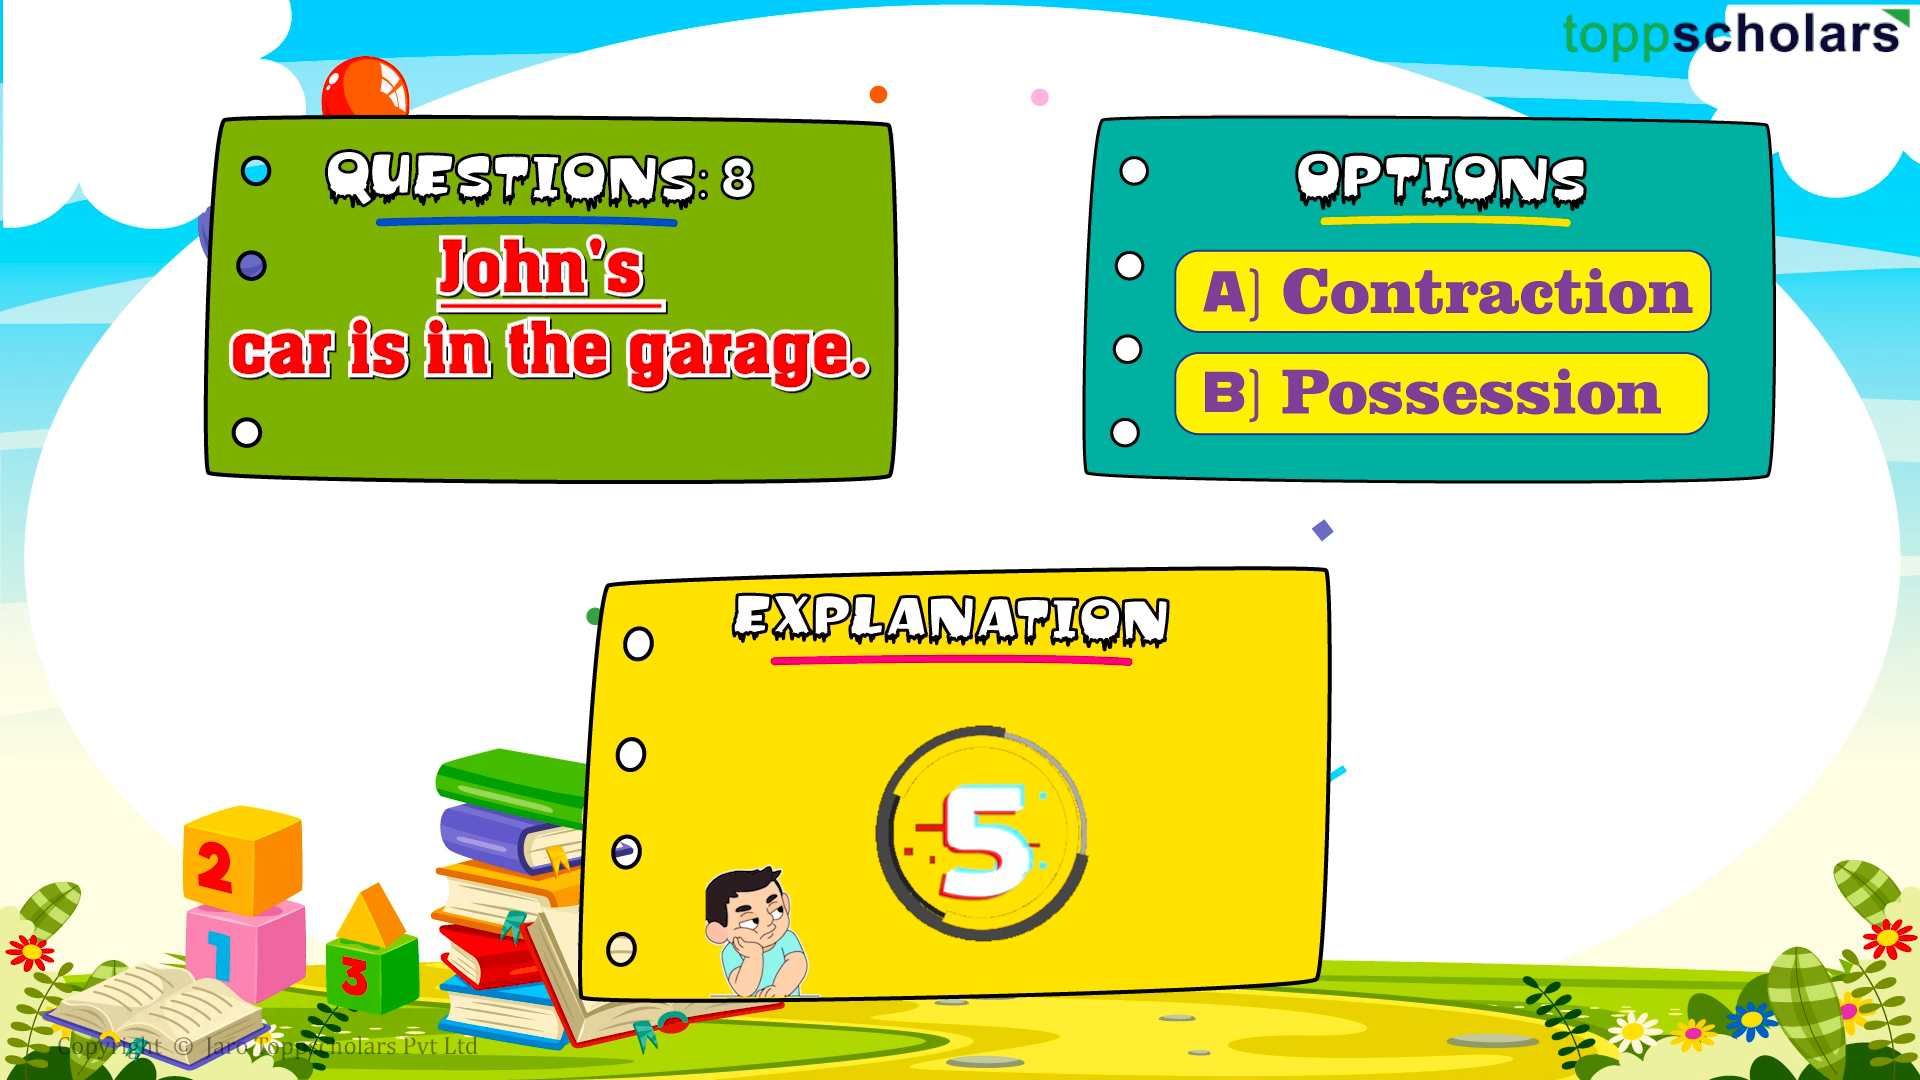 toppscholars
QUESTIONS: 8
John's
car is in the garage.
OPTIONS
A) Contraction
B) Possession
EXPLANATION
5
2
1
3
Copyright © Jaro Toppscholars Pvt Ltd